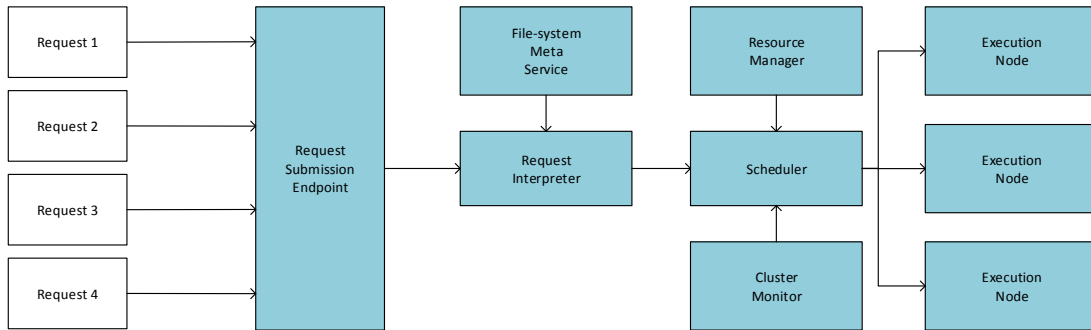 Request 1
Request 2
Request 3
Request 4
Request
Submission
Endpoint
File-system
Meta
Service
Request
Interpreter
Resource
Manager
Scheduler
Cluster
Monitor
Execution
Node
Execution
Node
Execution
Node